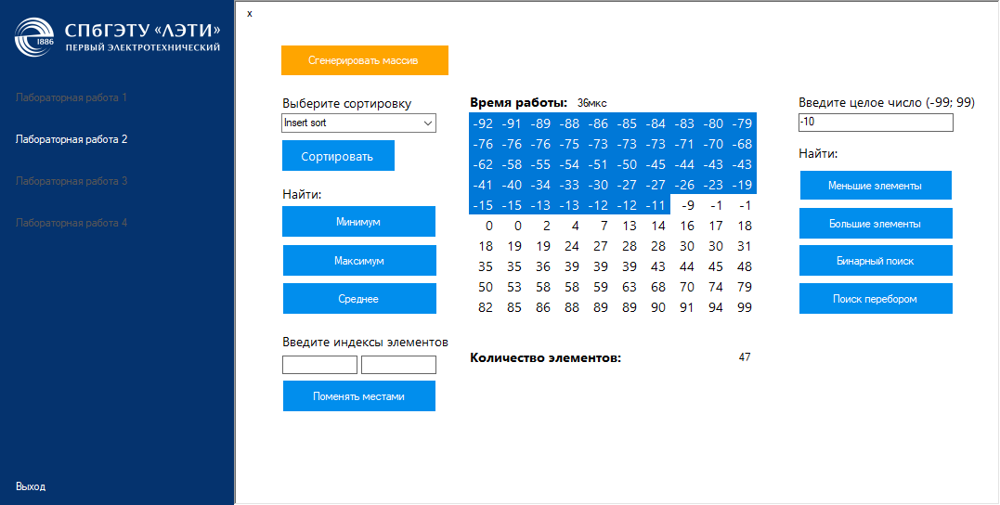 СПбГЭТУ «ЛЭТИ»
ПЕРВЫЙ ЭЛЕКТРОТЕХНИЧЕСКИЙ
1886
Лабораторная работа 1
Лабораторная работа 2
Лабораторная работа 3
Лабораторная работа 4
Выход
x
Сгенерировать массив
Выберите сортировку
Insert sort
Сортировать
Найти:
Минимум
Максимум
Среднее
Введите индексы элементов
Поменять местами
Время работы: 36мкс
-92 -91 -89 -88 -86 -85 -84 -83 -80 -79
-76 -76 -76 -75 -73 -73 -73 -71 -70 -68
-62 -58 -55 -54 -51 -50 -45 -44 -43 -43
-41 -40 -34 -33 -30 -27 -27 -26 -23 -19
-15 -15 -13 -13 -12 -12 -11 -9 -1 -1
0 0 2 4 7 13 14 16 17 18
18 19 19 24 27 28 28 30 30 31
35 35 36 39 39 39 43 44 45 48
50 53 58 58 59 63 68 70 74 79
82 85 86 88 89 89 90 91 94 99
Количество элементов: 47
Введите целое число (-99; 99)
-10
Найти:
Меньшие элементы
Большие элементы
Бинарный поиск
Поиск перебором